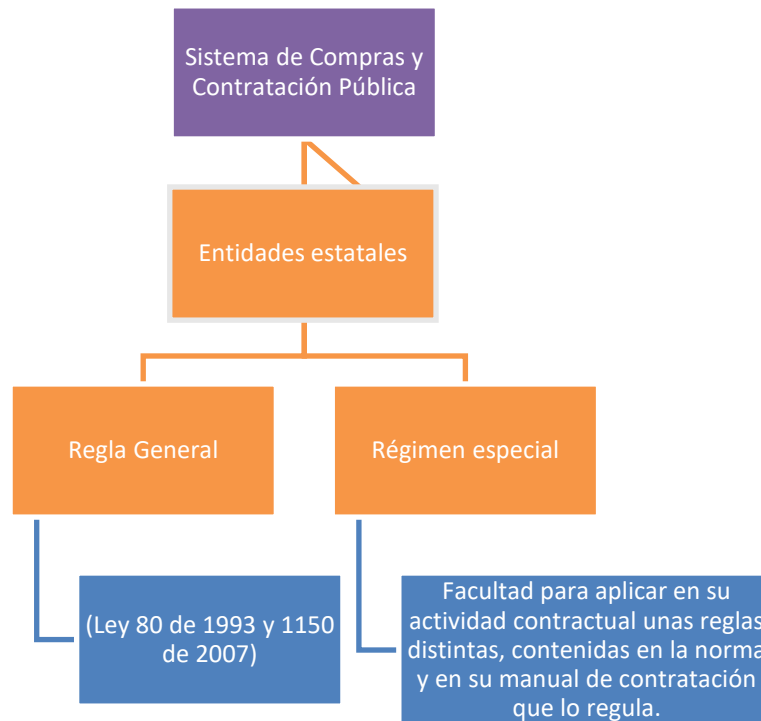 Sistema de Compras y
Contratación Pública
Entidades estatales
Regla General
Régimen especial
(Ley 80 de 1993 y 1150
de 2007)
Facultad para aplicar en su
actividad contractual unas reglas
distintas, contenidas en la norma
y en su manual de contratación
que lo regula.